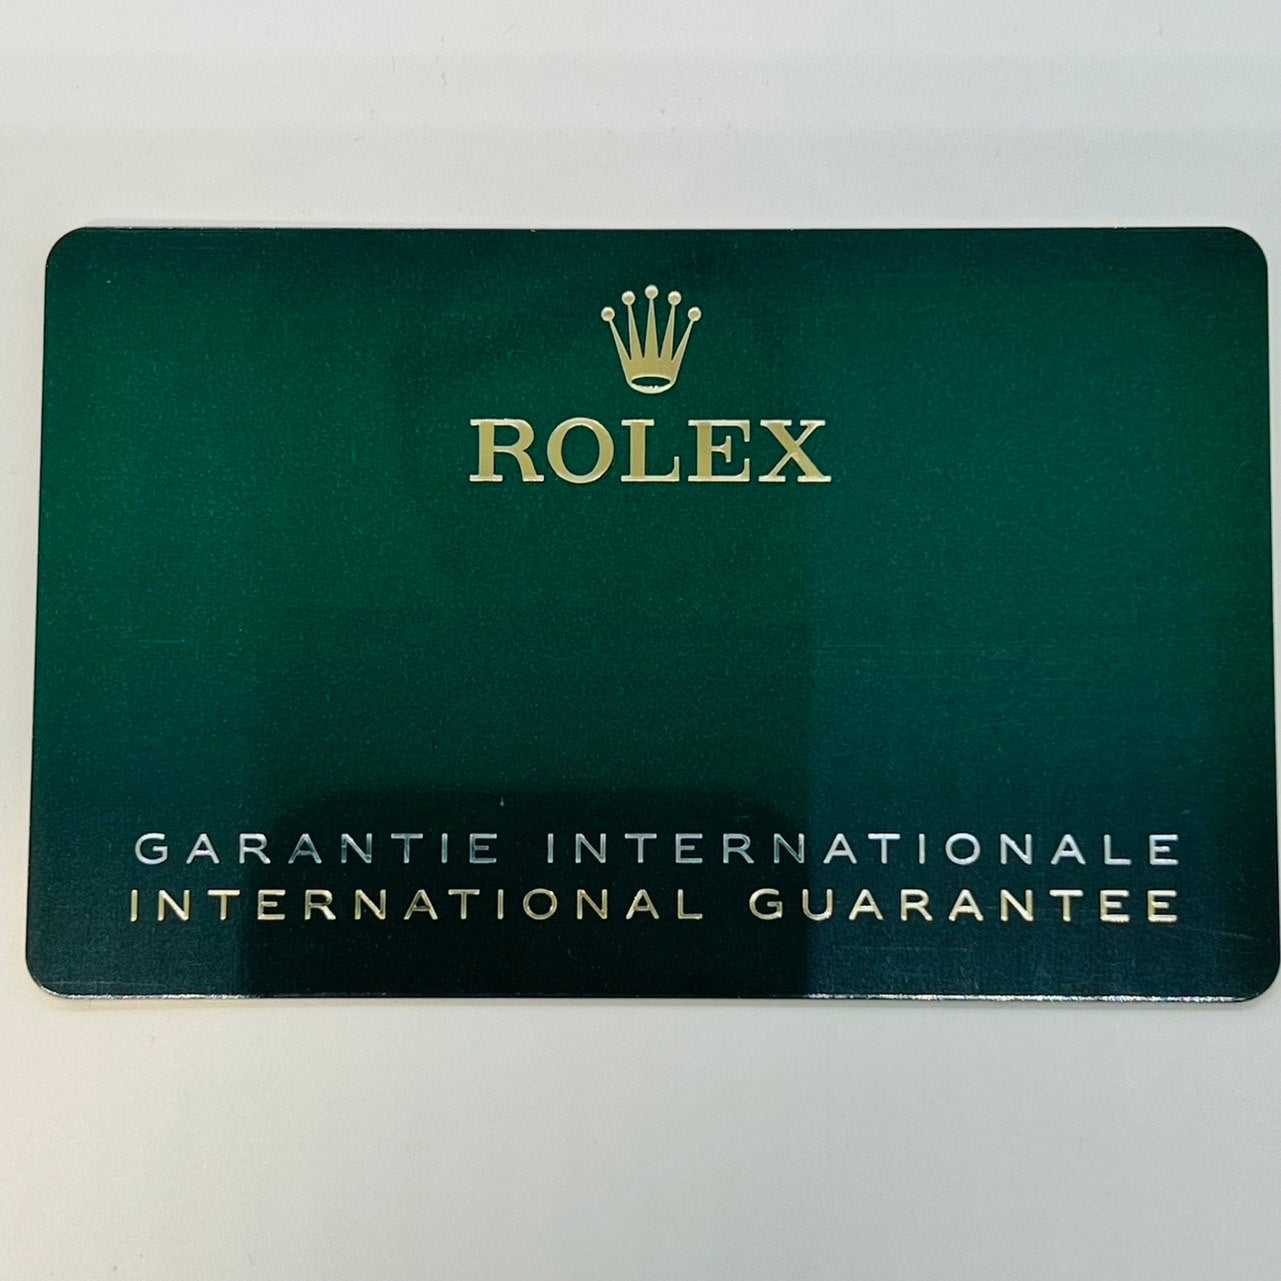 ROLEX
GARANTIE INTERNATIONALE
INTERNATIONAL GUARANTEE